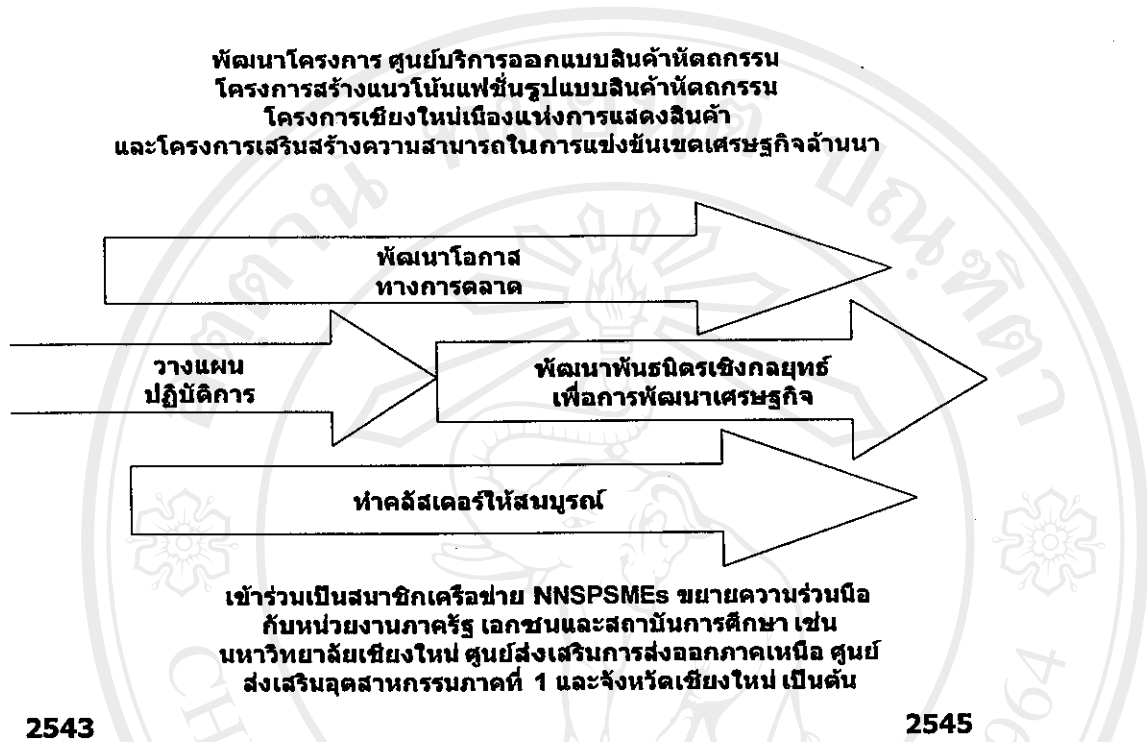 พัฒนาโครงการ ศูนย์บริการออกแบบสินค้าหัตถกรรม
โครงการสร้างแนวโน้มแฟชั่นรูปแบบสินค้าหัตถกรรม
โครงการเชียงใหม่เมืองแห่งการแสดงสินค้า
และโครงการเสริมสร้างความสามารถในการแข่งขันเขตเศรษฐกิจล้านนา
พัฒนาโอกาส
ทางการตลาด
วางแผน
ปฏิบัติการ
พัฒนาพันธมิตรเชิงกลยุทธ์
เพื่อการพัฒนาเศรษฐกิจ
ทำคลัสเตอร์ให้สมบูรณ์
เข้าร่วมเป็นสมาชิกเครือข่าย NNSPSMEs ขยายความร่วมมือ
กับหน่วยงานภาครัฐ เอกชนและสถาบันการศึกษา เช่น
มหาวิทยาลัยเชียงใหม่ ศูนย์ส่งเสริมการส่งออกภาคเหนือ ศูนย์
ส่งเสริมอุตสาหกรรมภาคที่ 1 และจังหวัดเชียงใหม่ เป็นต้น
2543
2545